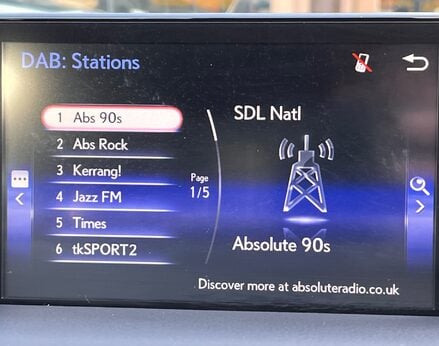 DAB: Stations
1 Abs 90s
2 Abs Rock
3 Kerrang!
4 Jazz FM
5 Times
6 tkSPORT2
Page
1/5
SDL Natl
Absolute 90s
Discover more at absoluteradio.co.uk